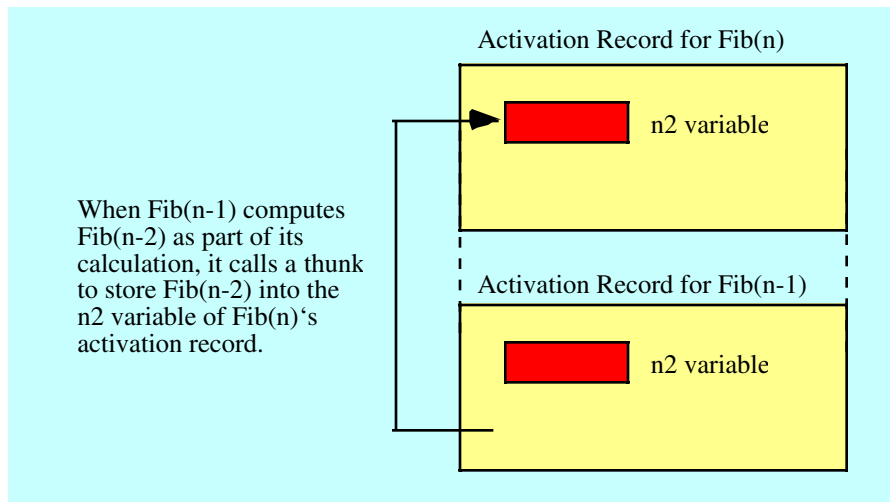 Activation Record for Fib(n)
n2 variable
When Fib(n-1) computes
Fib(n-2) as part of its
calculation, it calls a thunk
to store Fib(n-2) into the
n2 variable of Fib(n)‘s
activation record.
Activation Record for Fib(n-1)
n2 variable